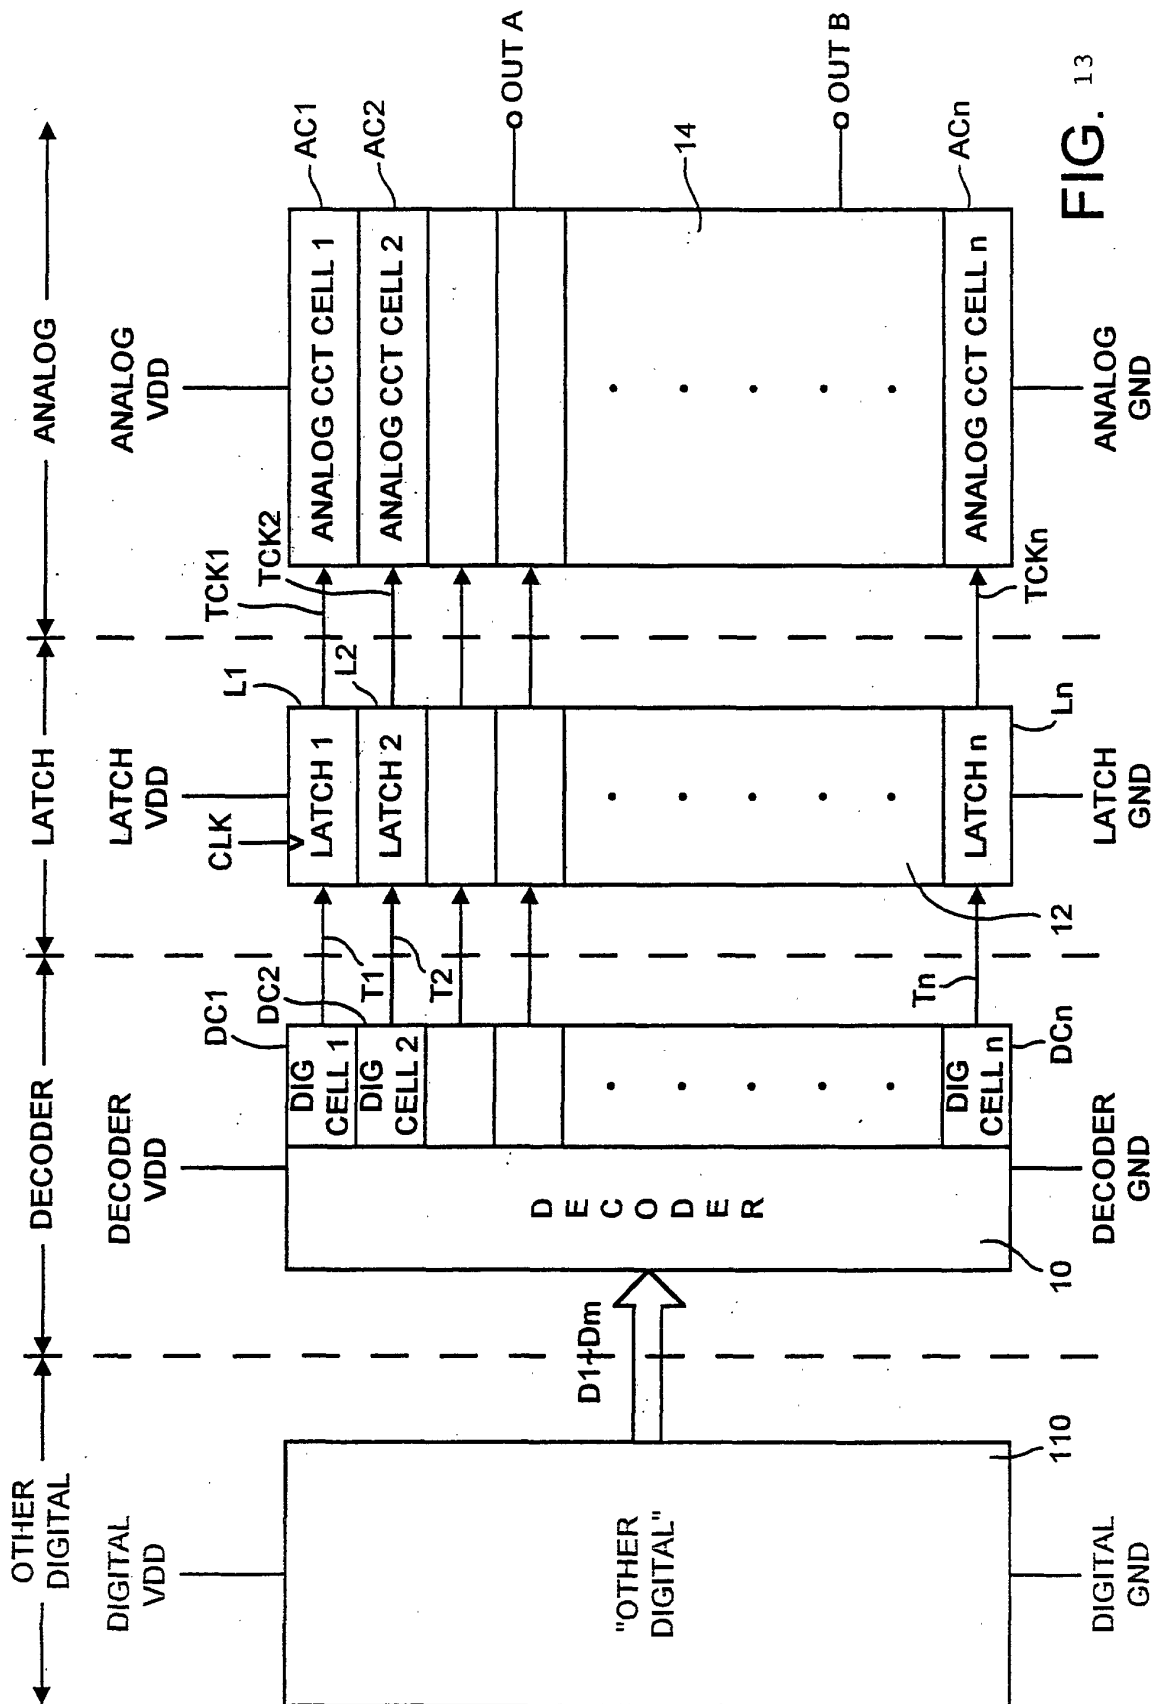 OTHER
DIGITAL
DECODER
LATCH
ANALOG
DIGITAL
VDD
DECODER
VDD
LATCH
VDD
ANALOG
VDD
CLK
DC1
DC2
L1
L2
TCK1
TCK2
AC1
AC2
"OTHER
DIGITAL"
D1~Dm
DECODER
DIG
CELL 1
DIG
CELL 2
DIG
CELL n
T1
T2
Tn
LATCH 1
LATCH 2
LATCH n
ANALOG CCT CELL 1
ANALOG CCT CELL 2
ANALOG CCT CELL n
OUT A
14
OUT B
110
10
DCn
12
Ln
TCKn
ACn
DIGITAL
GND
DECODER
GND
LATCH
GND
ANALOG
GND
FIG. 13